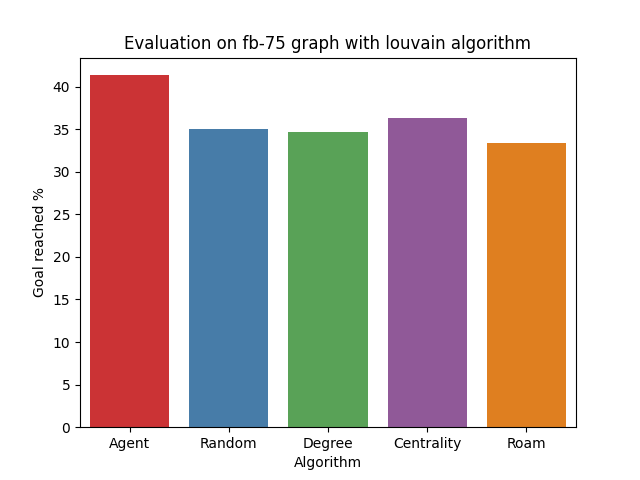 Evaluation on fb-75 graph with louvain algorithm
Goal reached %
40
35
30
25
20
15
10
5
0
Agent Random Degree Centrality Roam
Algorithm